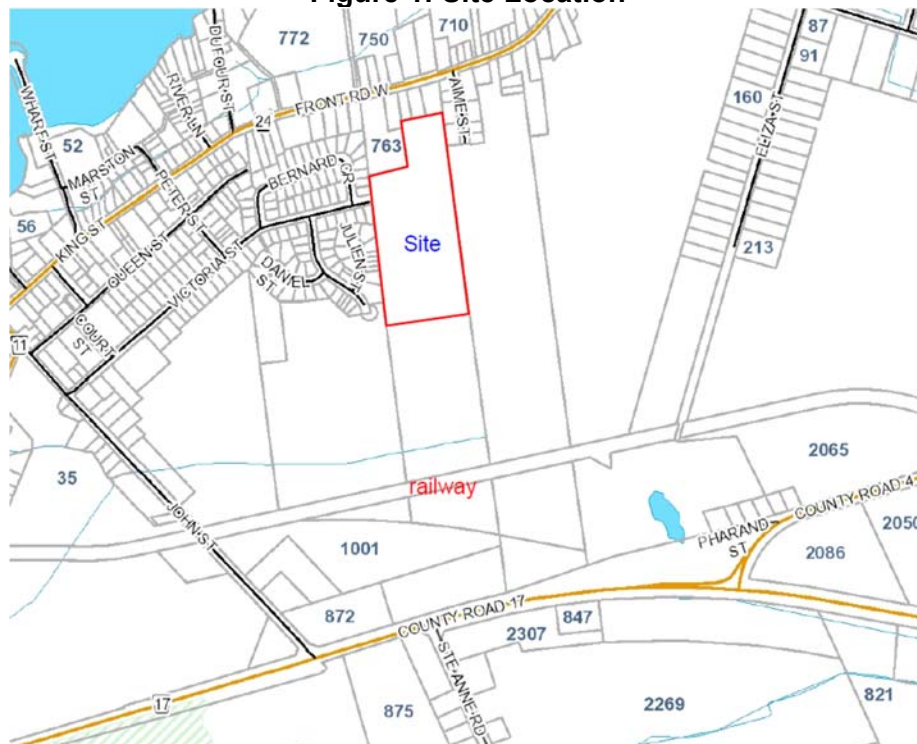 Figure 1: Site Location
772
750
710
87
91
DUFOUR ST
RIVER LN
24
FRONT RD W
AIME ST
160
ELIZA ST
WHARF ST
52
MARSTON ST
763
BERNARD CR
PETER ST
56
KING ST
QUEEN ST
VICTORIA ST
JULIEN ST
Site
213
DANIEL ST
COURT ST
11
35
railway
2065
JOHN ST
COUNTY ROAD 4
PHARAND ST
2050
2086
1001
872
COUNTY ROAD 17
847
2307
STE ANNE RD
17
875
2269
821